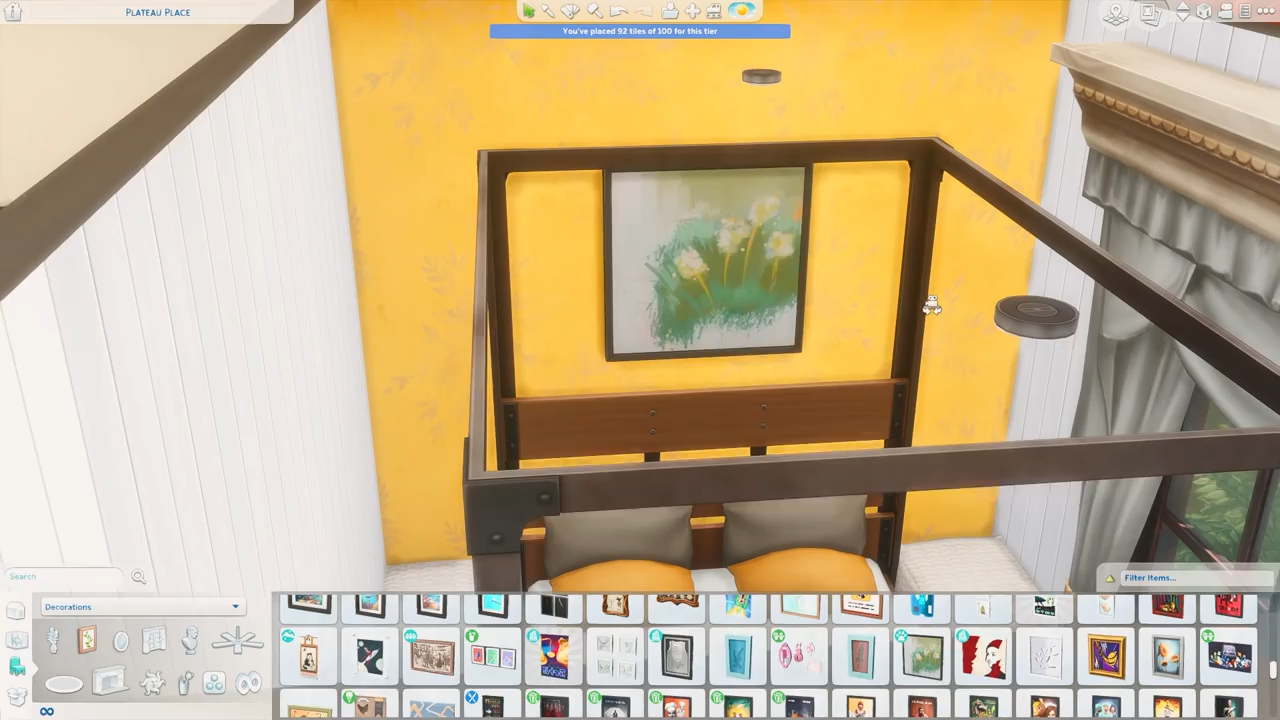 PLATEAU PLACE
You've placed 92 tiles of 100 for this tier
Search
Filter Items...
Decorations